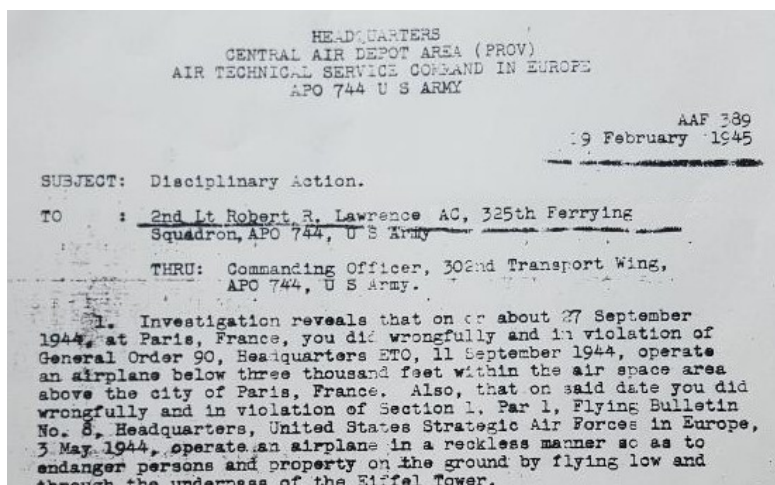 HEADQUARTERS
CENTRAL AIR DEPOT AREA (PROV)
AIR TECHNICAL SERVICE COMMAND IN EUROPE
APO 744 U S ARMY
AAF 389
19 February 1945
SUBJECT: Disciplinary Action.
TO : 2nd Lt Robert R. Lawrence AC, 325th Ferrying
Squadron, APO 744, U S Army
THRU: Commanding Officer, 302nd Transport Wing,
APO 744, U S Army.
1. Investigation reveals that on or about 27 September
1944, at Paris, France, you did wrongfully and in violation of
General Order 90, Headquarters ETO, 11 September 1944, operate
an airplane below three thousand feet within the air space area
above the city of Paris, France. Also, that on said date you did
wrongfully and in violation of Section 1, Par 1, Flying Bulletin
No. 8, Headquarters, United States Strategic Air Forces in Europe,
3 May 1944, operate an airplane in a reckless manner so as to
endanger persons and property on the ground by flying low and
through the underpass of the Eiffel Tower.